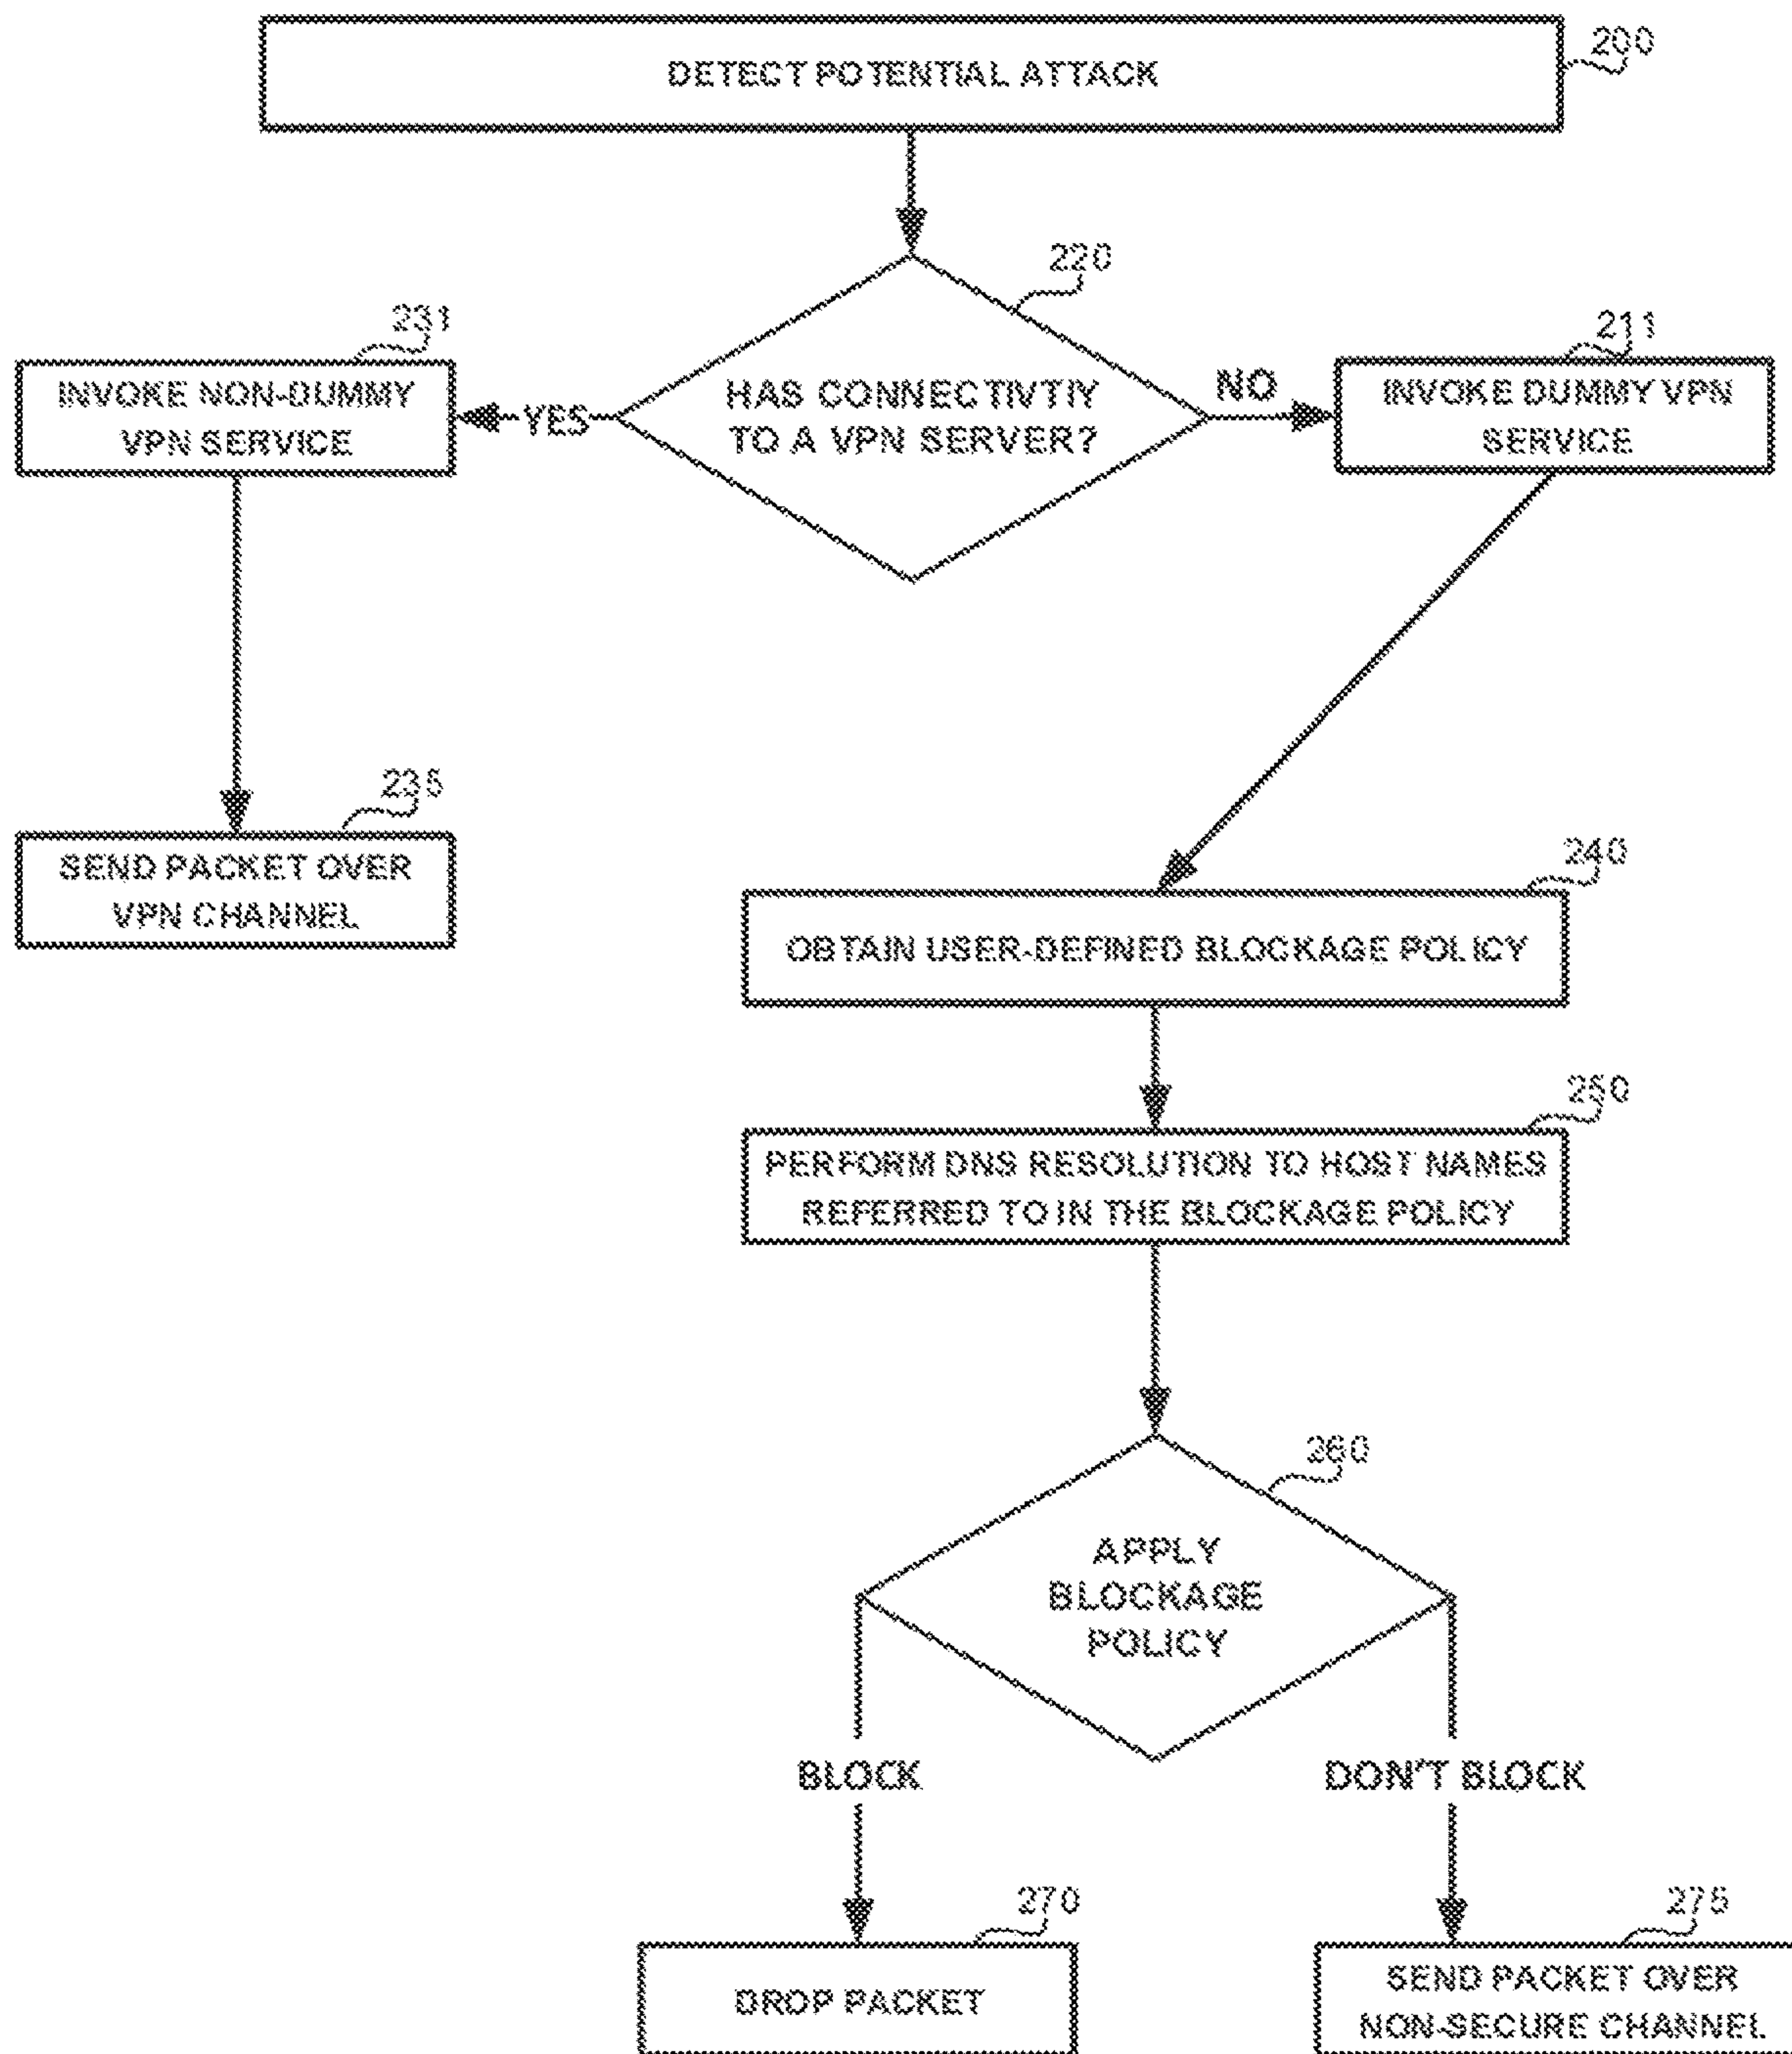 200
DETECT POTENTIAL ATTACK
220
231
211
INVOKE NON-DUMMY
VPN SERVICE
YES
HAS CONNECTIVTIY
TO A VPN SERVER?
NO
INVOKE DUMMY VPN
SERVICE
235
SEND PACKET OVER
VPN CHANNEL
240
OBTAIN USER-DEFINED BLOCKAGE POLICY
250
PERFORM DNS RESOLUTION TO HOST NAMES
REFERRED TO IN THE BLOCKAGE POLICY
260
APPLY
BLOCKAGE
POLICY
BLOCK
DON'T BLOCK
270
DROP PACKET
275
SEND PACKET OVER
NON-SECURE CHANNEL